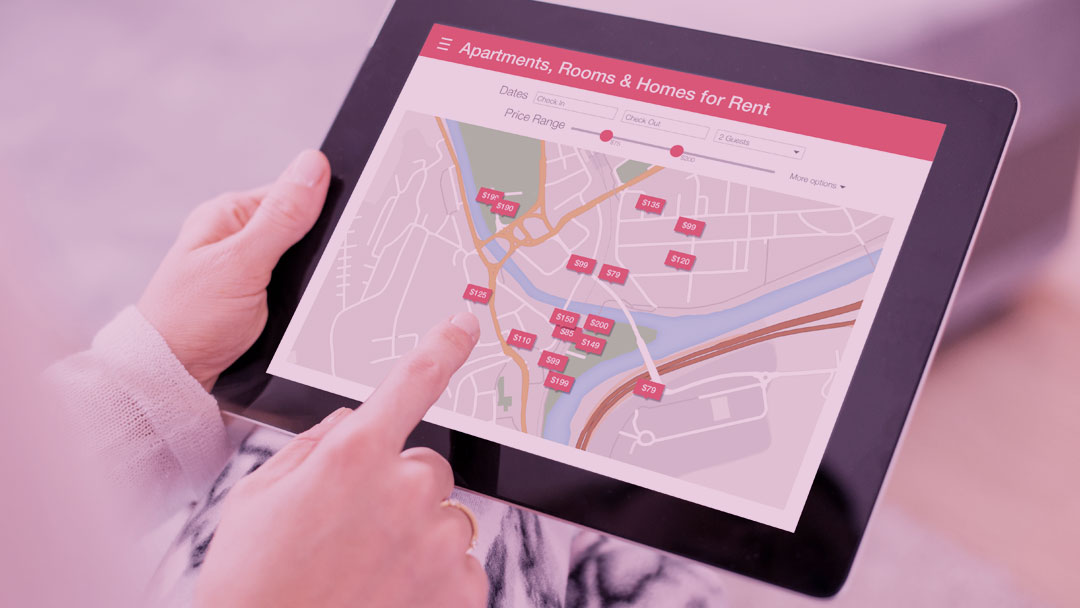 Apartments, Rooms & Homes for Rent
Dates
Check In
Check Out
2 Guests
Price Range
$75
$200
More options
$190
$190
$135
$99
$120
$99
$79
$125
$150
$200
$85
$149
$110
$99
$199
$79